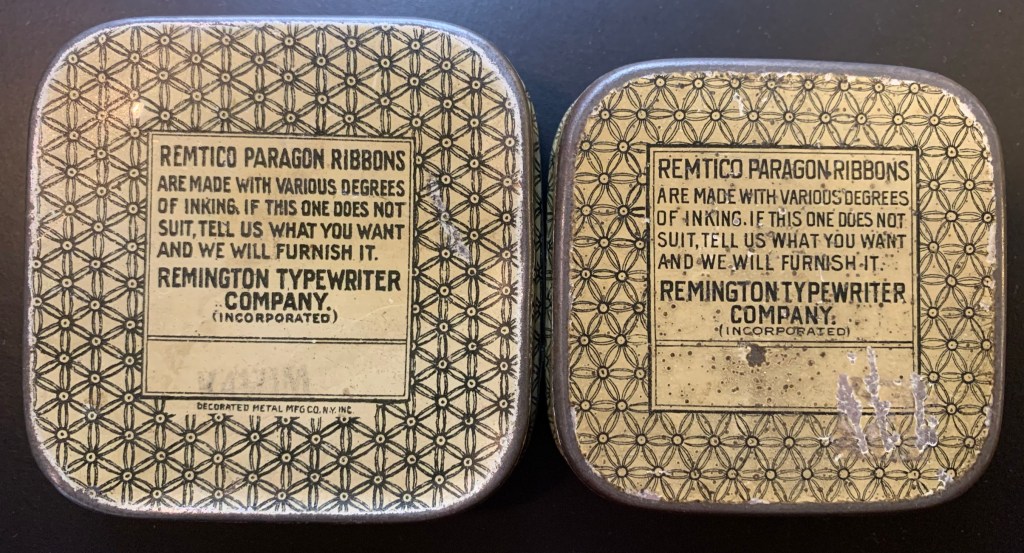 REMTICO PARAGON RIBBONS
ARE MADE WITH VARIOUS DEGREES
OF INKING. IF THIS ONE DOES NOT
SUIT, TELL US WHAT YOU WANT
AND WE WILL FURNISH IT.
REMINGTON TYPEWRITER
COMPANY.
(INCORPORATED)
DECORATED METAL MFG CO. N.Y. INC.
REMTICO PARAGON RIBBONS
ARE MADE WITH VARIOUS DEGREES
OF INKING. IF THIS ONE DOES NOT
SUIT, TELL US WHAT YOU WANT
AND WE WILL FURNISH IT.
REMINGTON TYPEWRITER
COMPANY.
(INCORPORATED)